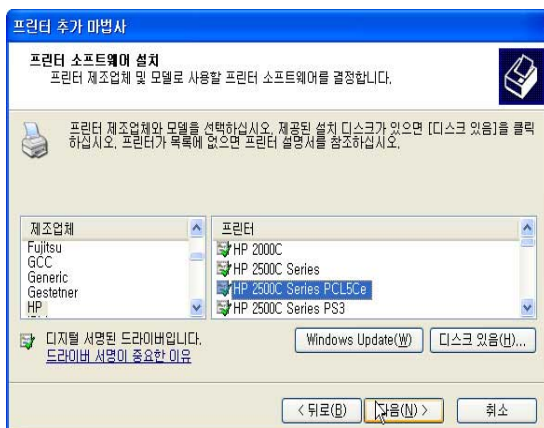 프린터 추가 마법사
프린터 소프트웨어 설치
프린터 제조업체 및 모델로 사용할 프린터 소프트웨어를 결정합니다.
프린터 제조업체와 모델을 선택하십시오. 제공된 설치 디스크가 있으면 [디스크 있음]을 클릭
하십시오. 프린터가 목록에 없으면 프린터 설명서를 참조하십시오.
제조업체
Fujitsu
GCC
Generic
Gestetner
HP
프린터
HP 2000C
HP 2500C Series
HP 2500C Series PCL5Ce
HP 2500C Series PS3
디지털 서명된 드라이버입니다.
드라이버 서명이 중요한 이유
Windows Update(W)
디스크 있음(H)...
< 뒤로(B)
다음(N) >
취소